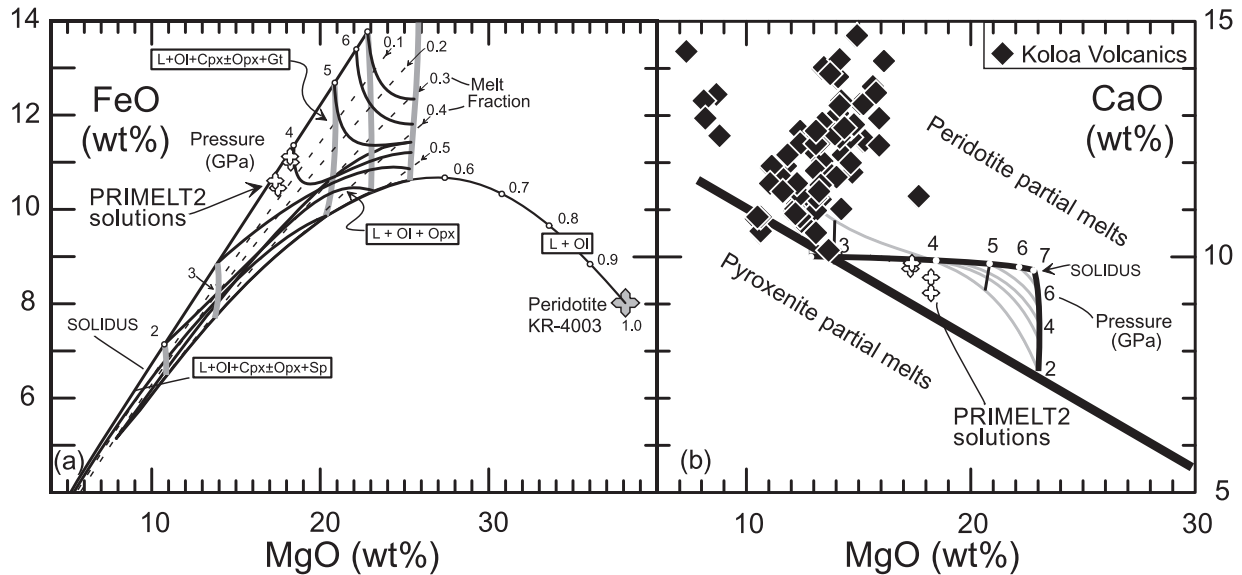 14
12
10
8
6
FeO
(wt%)
L+Ol+Cpx±Opx+Gt
6
5
4
3
2
0.1
0.2
0.3
Melt
Fraction
0.4
0.5
0.6
0.7
0.8
0.9
1.0
Pressure
(GPa)
PRIMELT2
solutions
L + Ol + Opx
L + Ol
Peridotite
KR-4003
SOLIDUS
L+Ol+Cpx±Opx+Sp
(a)
10
20
30
MgO (wt%)
15
10
5
Koloa Volcanics
CaO
(wt%)
Peridotite partial melts
3
4
5
6
7
SOLIDUS
6
Pressure
(GPa)
4
2
Pyroxenite partial melts
PRIMELT2
solutions
(b)
10
20
30
MgO (wt%)